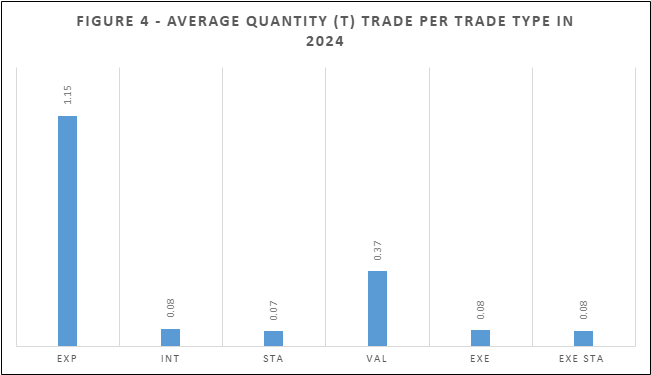 FIGURE 4 - AVERAGE QUANTITY (T) TRADE PER TRADE TYPE IN
2024
1.15
0.08
0.07
0.37
0.08
0.08
EXP
INT
STA
VAL
EXE
EXE STA